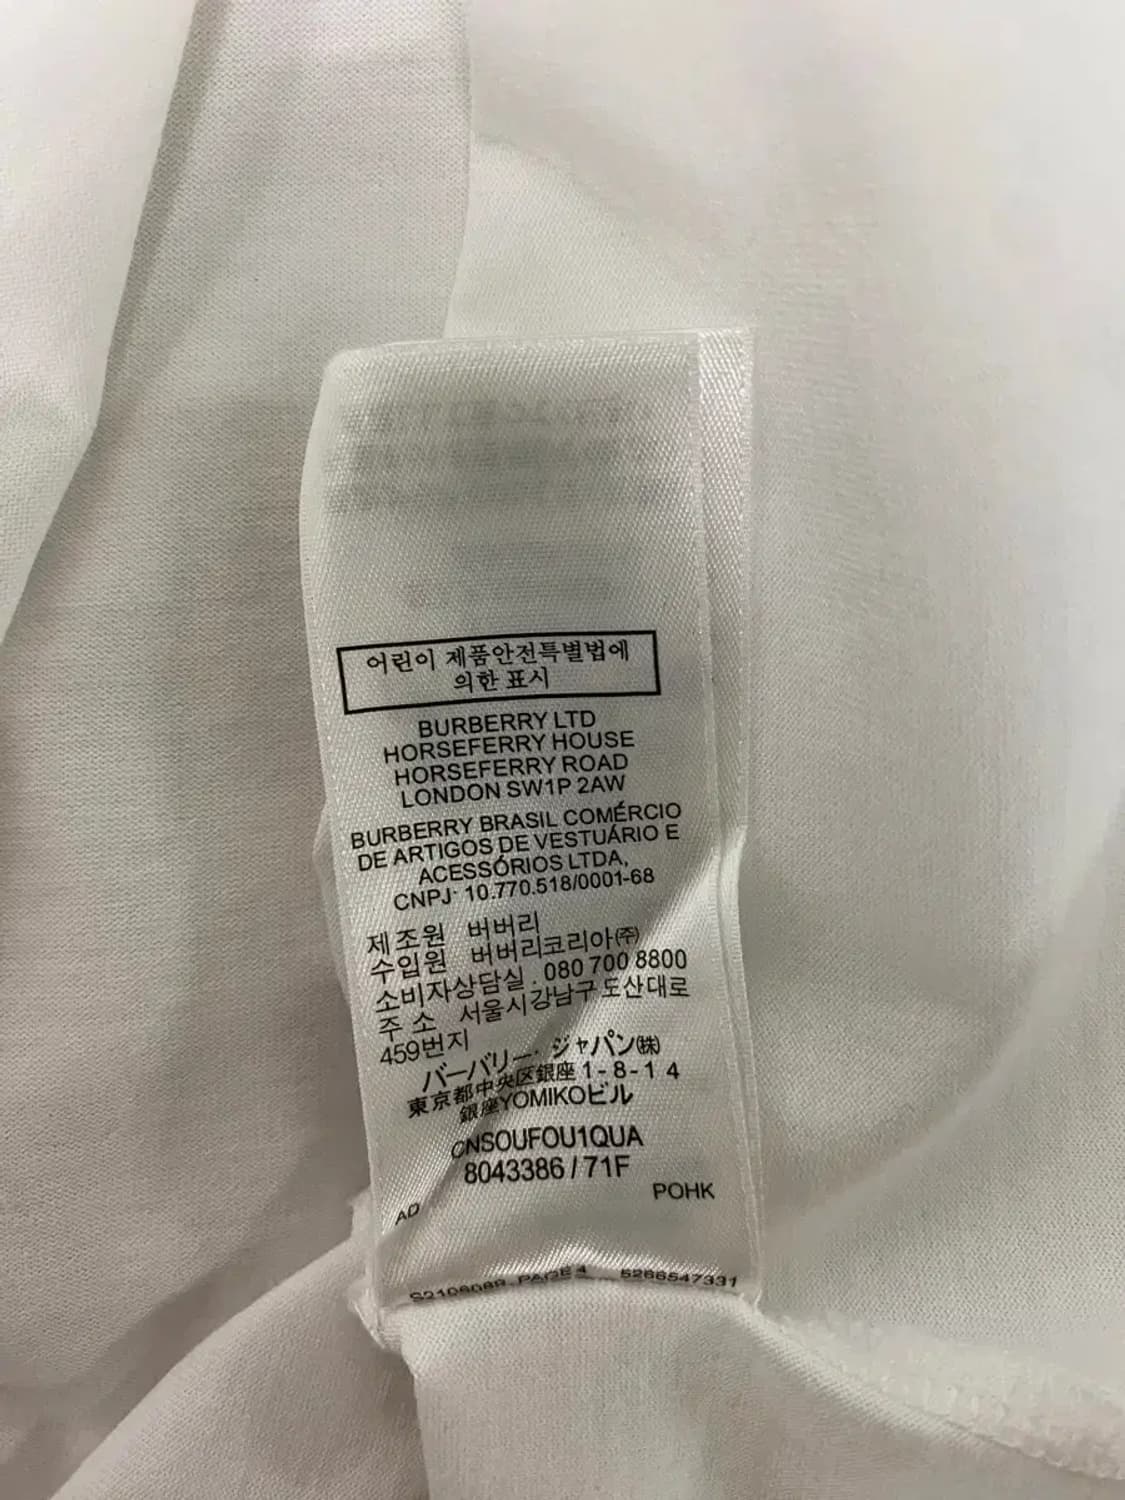 어린이 제품안전특별법에
의한 표시
BURBERRY LTD
HORSEFERRY HOUSE
HORSEFERRY ROAD
LONDON SW1P 2AW
BURBERRY BRASIL COMÉRCIO
DE ARTIGOS DE VESTUÁRIO E
ACESSÓRIOS LTDA,
CNPJ· 10.770.518/0001-68
제조원 버버리
수입원 버버리코리아㈜
소비자상담실 . 080 700 8800
주 소 서울시강남구 도산대로
459번지
バーバリー・ジャパン㈱
東京都中央区銀座 1-8-14
銀座YOMIKOビル
CNSOUFOU1QUA
8043386 / 71F
AD POHK
PAGE 4 5266547331